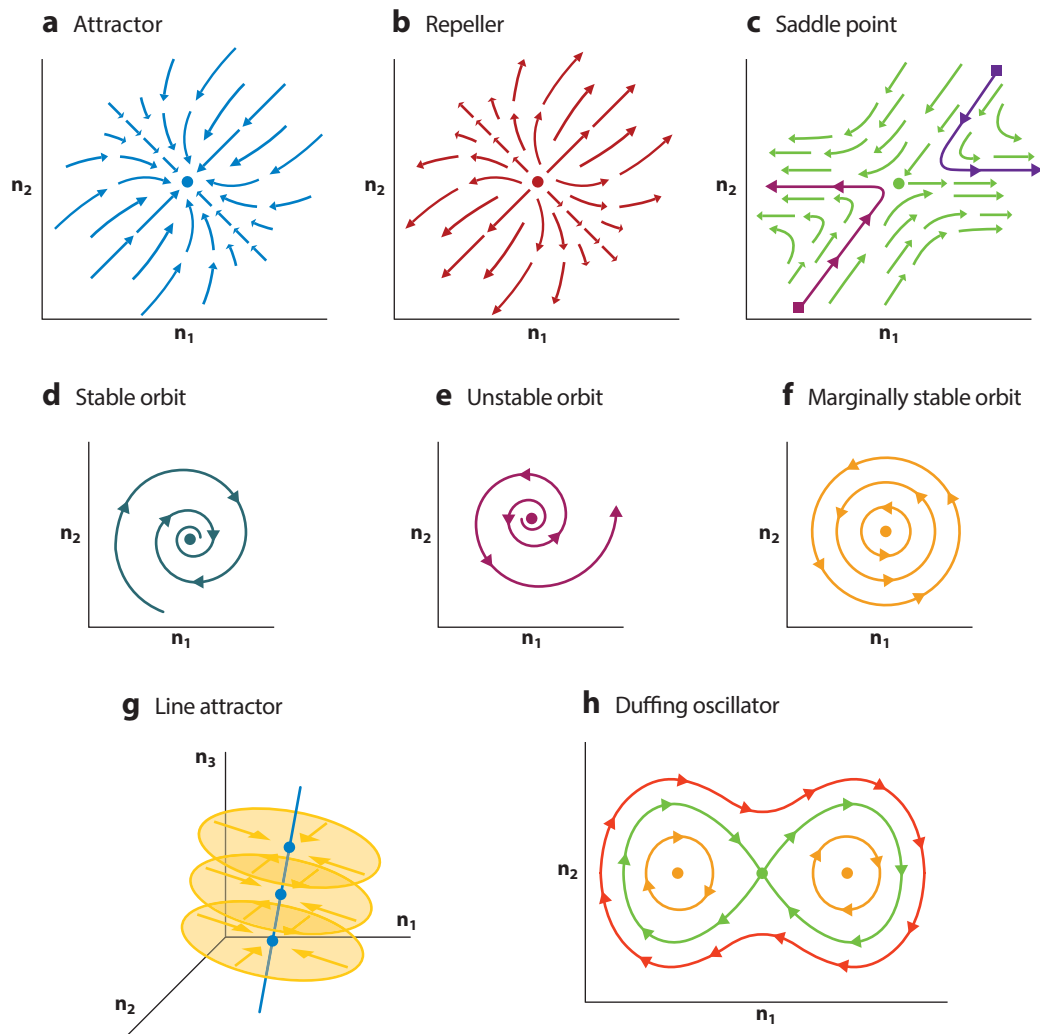 a Attractor
b Repeller
c Saddle point
n2
n1
n2
n1
n2
n1
d Stable orbit
e Unstable orbit
f Marginally stable orbit
n2
n1
n2
n1
n2
n1
g Line attractor
n3
n1
n2
h Duffing oscillator
n2
n1